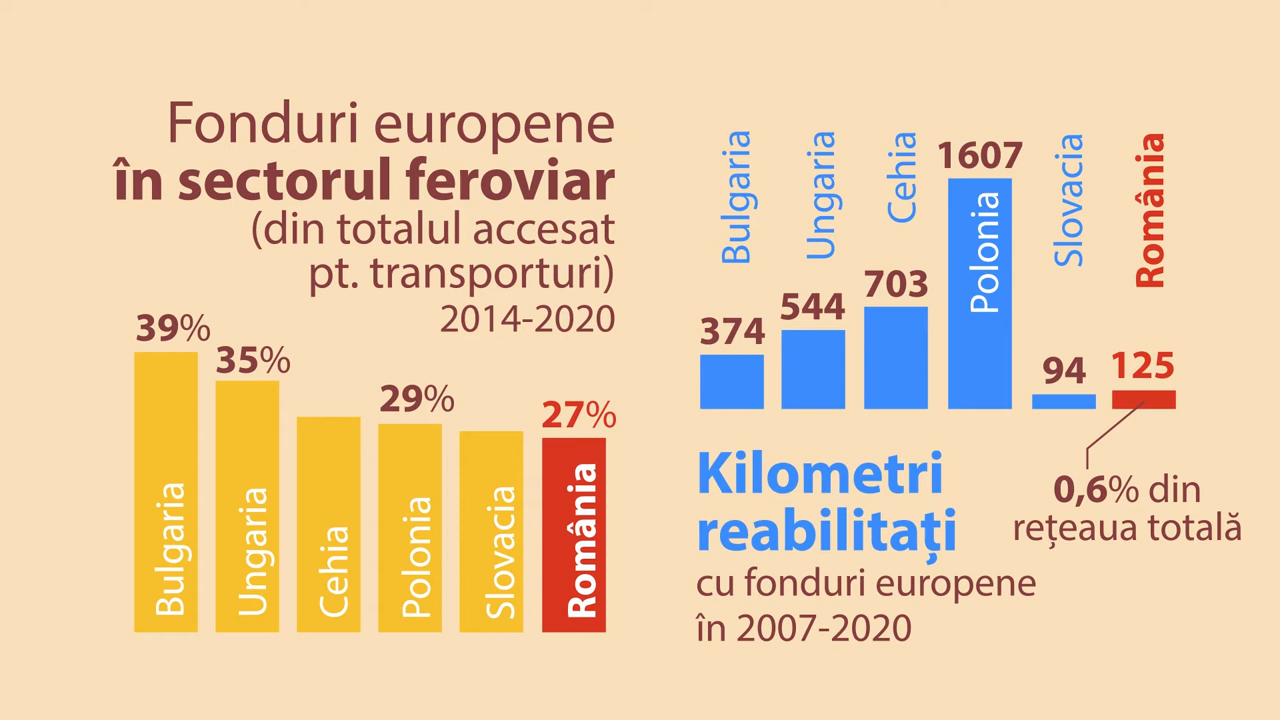 Fonduri europene
în sectorul feroviar
(din totalul accesat
pt. transporturi)
2014-2020
39%
35%
29%
27%
Bulgaria
Ungaria
Cehia
Polonia
Slovacia
România
Bulgaria
Ungaria
Cehia
Polonia
Slovacia
România
374
544
703
1607
94
125
0,6% din
rețeaua totală
Kilometri
reabilitați
cu fonduri europene
în 2007-2020